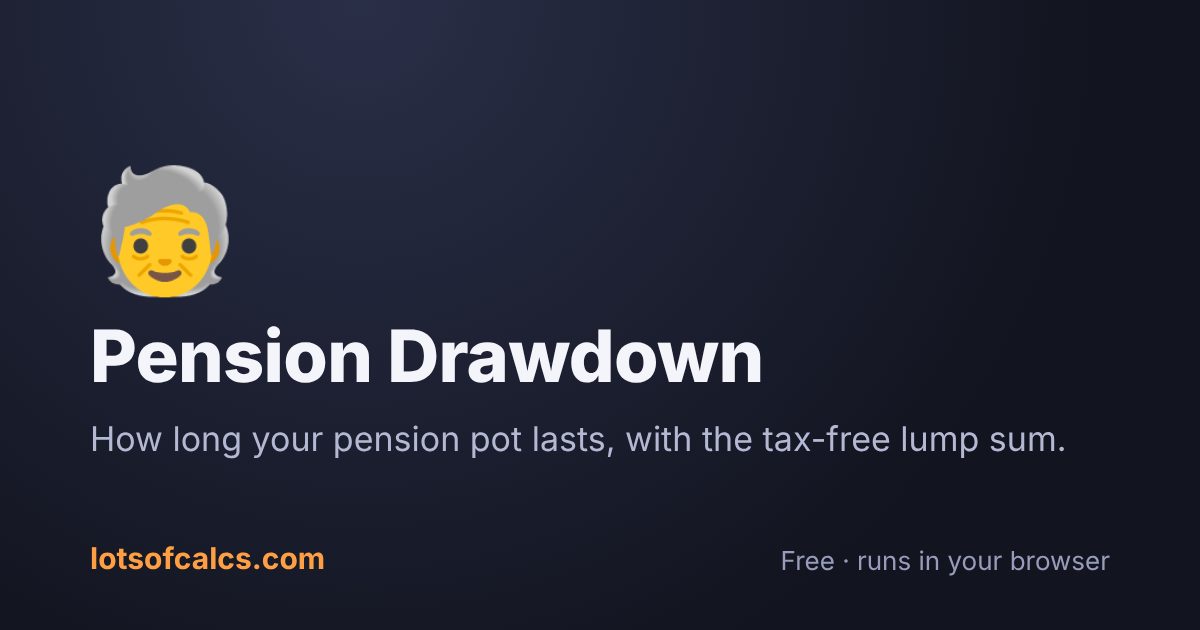 Pension Drawdown
How long your pension pot lasts, with the tax-free lump sum.
lotsofcalcs.com
Free · runs in your browser